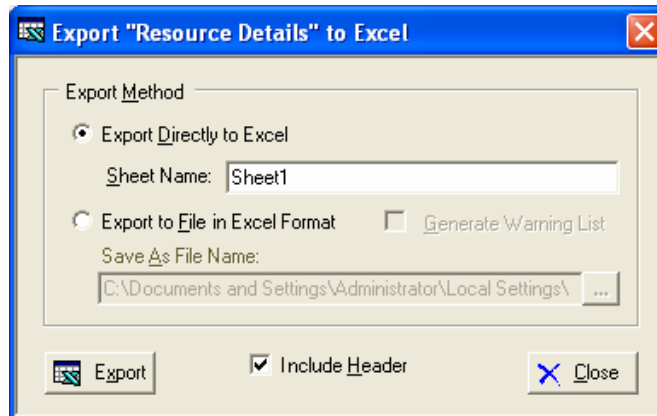 Export "Resource Details" to Excel
Export Method
Export Directly to Excel
Sheet Name: Sheet1
Export to File in Excel Format Generate Warning List
Save As File Name:
C:\Documents and Settings\Administrator\Local Settings\ ...
Export Include Header Close